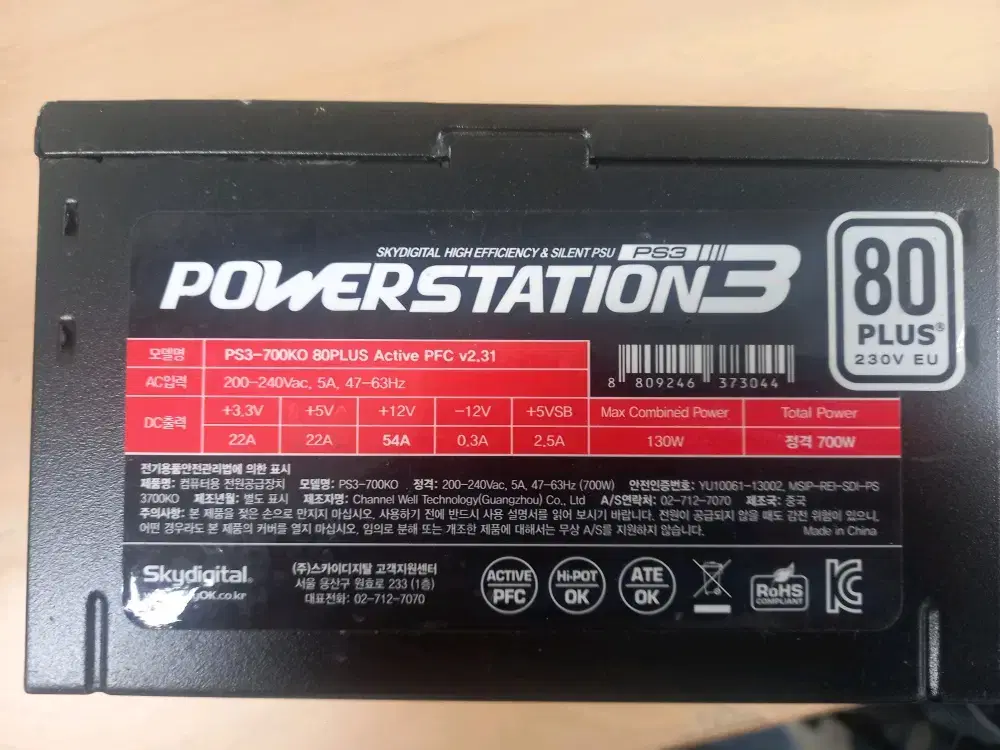 SKYDIGITAL HIGH EFFICIENCY & SILENT PSU PS3
POWERSTATION3
80
PLUS®
230V EU
모델명 PS3-700KO 80PLUS Active PFC v2.31
AC입력 200-240Vac, 5A, 47-63Hz
8 809246 373044
DC출력 +3.3V +5V +12V -12V +5VSB Max Combined Power Total Power
22A 22A 54A 0.3A 2.5A 130W 정격 700W
전기용품안전관리법에 의한 표시
제품명: 컴퓨터용 전원공급장치 모델명: PS3-700KO 정격: 200-240Vac, 5A, 47-63Hz (700W) 안전인증번호: YU10061-13002, MSIP-REI-SDI-PS
3700KO 제조년월: 별도 표시 제조자명: Channel Well Technology(Guangzhou) Co., Ltd A/S연락처: 02-712-7070 제조국: 중국
주의사항: 본 제품을 젖은 손으로 만지지 마십시오. 사용하기 전에 반드시 사용 설명서를 읽어 보시기 바랍니다. 전원이 공급되지 않을 때도 감전 위험이 있으니,
어떤 경우라도 본 제품의 커버를 열지 마십시오. 임의로 분해 또는 개조한 제품에 대해서는 무상 A/S를 지원하지 않습니다. Made in China
Skydigital®
(주)스카이디지탈 고객지원센터
서울 용산구 원효로 233 (1층)
대표전화: 02-712-7070
yOK.co.kr
ACTIVE
PFC
Hi-POT
OK
ATE
OK
RoHS
COMPLIANT